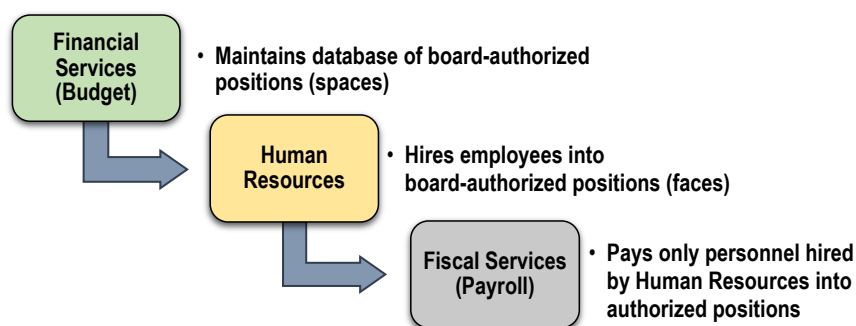 Financial
Services
(Budget)
• Maintains database of board-authorized
positions (spaces)
Human
Resources
• Hires employees into
board-authorized positions (faces)
Fiscal Services
(Payroll)
• Pays only personnel hired
by Human Resources into
authorized positions